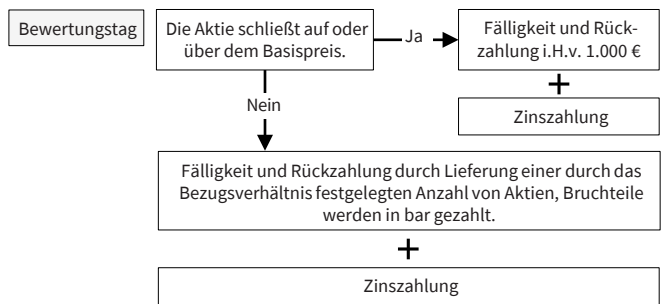 Bewertungstag
Die Aktie schließt auf oder
über dem Basispreis.
Ja
Fälligkeit und Rück-
zahlung i.H.v. 1.000 €
+
Zinszahlung
Nein
Fälligkeit und Rückzahlung durch Lieferung einer durch das
Bezugsverhältnis festgelegten Anzahl von Aktien, Bruchteile
werden in bar gezahlt.
+
Zinszahlung